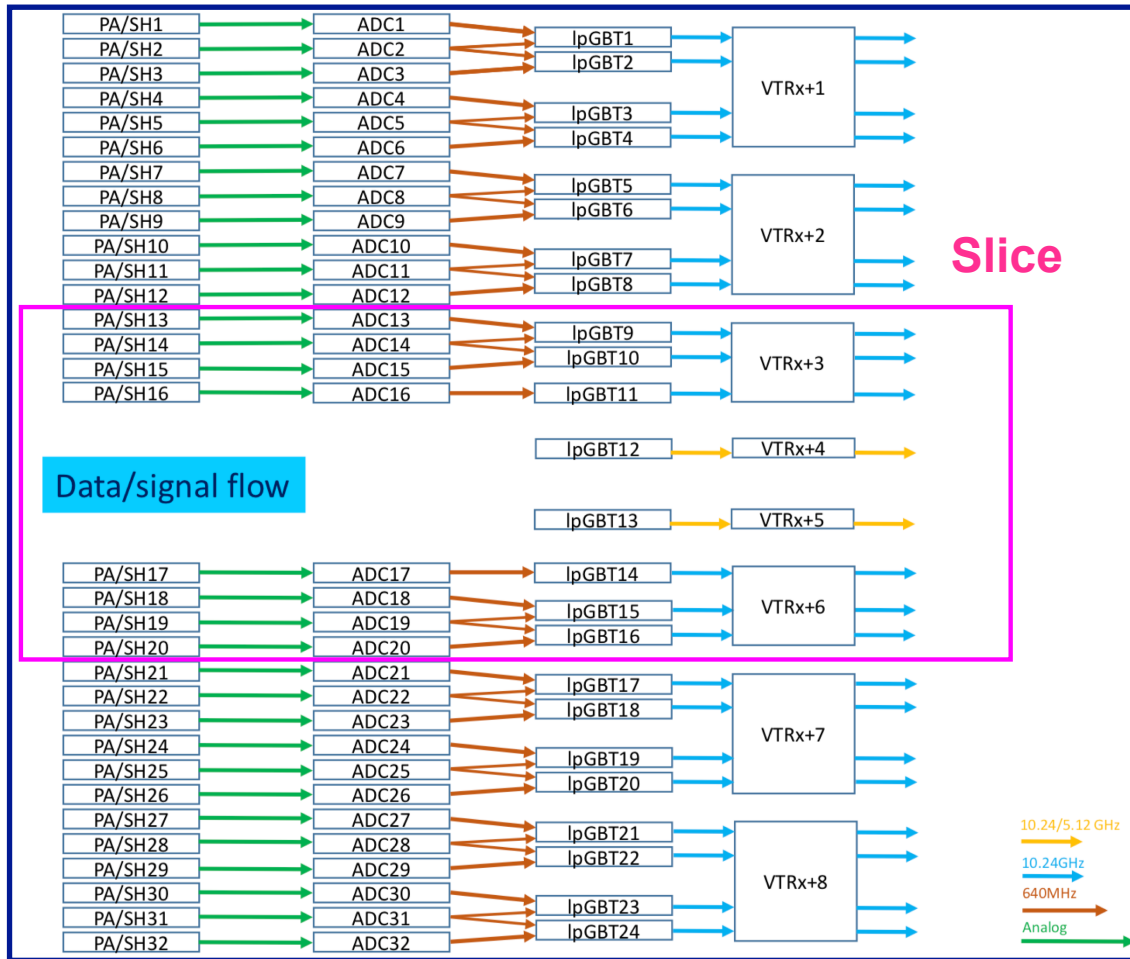 PA/SH1 ADC1
lpGBT1
PA/SH2 ADC2
lpGBT2
PA/SH3 ADC3
VTRx+1
PA/SH4 ADC4
lpGBT3
PA/SH5 ADC5
lpGBT4
PA/SH6 ADC6
PA/SH7 ADC7
lpGBT5
PA/SH8 ADC8
lpGBT6
PA/SH9 ADC9
VTRx+2
PA/SH10 ADC10
Slice
lpGBT7
PA/SH11 ADC11
lpGBT8
PA/SH12 ADC12
PA/SH13 ADC13
lpGBT9
PA/SH14 ADC14
lpGBT10
VTRx+3
PA/SH15 ADC15
PA/SH16 ADC16 lpGBT11
lpGBT12 VTRx+4
Data/signal flow
lpGBT13 VTRx+5
PA/SH17 ADC17 lpGBT14
PA/SH18 ADC18
lpGBT15
VTRx+6
PA/SH19 ADC19
lpGBT16
PA/SH20 ADC20
PA/SH21 ADC21
lpGBT17
PA/SH22 ADC22
lpGBT18
PA/SH23 ADC23
VTRx+7
PA/SH24 ADC24
lpGBT19
PA/SH25 ADC25
lpGBT20
PA/SH26 ADC26
PA/SH27 ADC27
lpGBT21
10.24/5.12 GHz
PA/SH28 ADC28
lpGBT22
10.24GHz
PA/SH29 ADC29
VTRx+8
PA/SH30 ADC30
640MHz
lpGBT23
PA/SH31 ADC31
lpGBT24
Analog
PA/SH32 ADC32